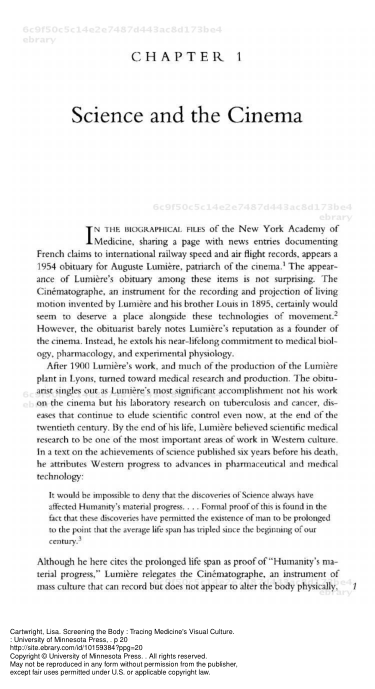 6c9f50c5c14e2e7487d443ac8d173be4
ebrary
CHAPTER 1
Science and the Cinema
6c9f50c5c14e2e7487d443ac8d173be4
ebrary
IN THE BIOGRAPHICAL FILES of the New York Academy of
Medicine, sharing a page with news entries documenting
French claims to international railway speed and air flight records, appears a
1954 obituary for Auguste Lumière, patriarch of the cinema.1 The appear-
ance of Lumière's obituary among these items is not surprising. The
Cinématographe, an instrument for the recording and projection of living
motion invented by Lumière and his brother Louis in 1895, certainly would
seem to deserve a place alongside these technologies of movement.2
However, the obituarist barely notes Lumière's reputation as a founder of
the cinema. Instead, he extols his near-lifelong commitment to medical biol-
ogy, pharmacology, and experimental physiology.
After 1900 Lumière's work, and much of the production of the Lumière
plant in Lyons, turned toward medical research and production. The obitu-
arist singles out as Lumière's most significant accomplishment not his work
on the cinema but his laboratory research on tuberculosis and cancer, dis-
eases that continue to elude scientific control even now, at the end of the
twentieth century. By the end of his life, Lumière believed scientific medical
research to be one of the most important areas of work in Western culture.
In a text on the achievements of science published six years before his death,
he attributes Western progress to advances in pharmaceutical and medical
technology:
It would be impossible to deny that the discoveries of Science always have
affected Humanity's material progress. . . . Formal proof of this is found in the
fact that these discoveries have permitted the existence of man to be prolonged
to the point that the average life span has tripled since the beginning of our
century.3
Although he here cites the prolonged life span as proof of "Humanity's ma-
terial progress," Lumière relegates the Cinématographe, an instrument of
mass culture that can record but does not appear to alter the body physically,
1
Cartwright, Lisa. Screening the Body : Tracing Medicine's Visual Culture.
: University of Minnesota Press, . p 20
http://site.ebrary.com/id/10159384?ppg=20
Copyright © University of Minnesota Press. . All rights reserved.
May not be reproduced in any form without permission from the publisher,
except fair uses permitted under U.S. or applicable copyright law.